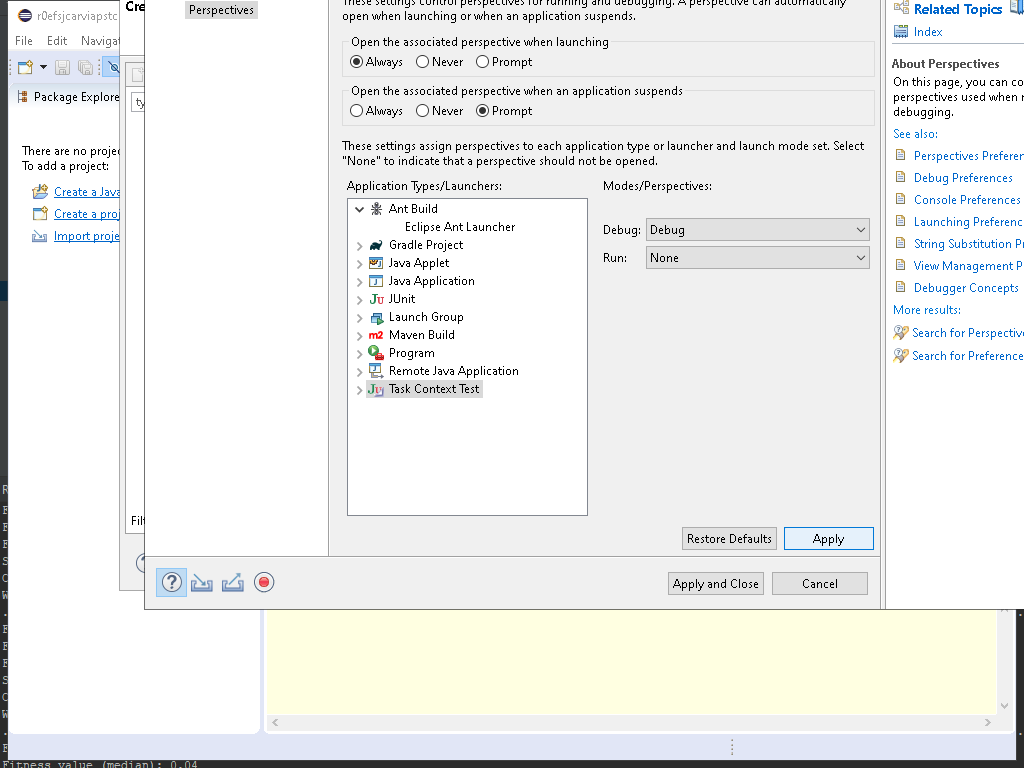 r0efsjcarviapstc
Cre
Perspectives
These settings control perspectives for running and debugging. A perspective can automatically
open when launching or when an application suspends.
Related Topics
Index
File Edit Navigat
Open the associated perspective when launching
Always Never Prompt
About Perspectives
On this page, you can co
perspectives used when r
debugging.
Package Explore
ty
Open the associated perspective when an application suspends
Always Never Prompt
See also:
Perspectives Preferen
Debug Preferences
Console Preferences
Launching Preferenc
String Substitution Pr
View Management P
Debugger Concepts
More results:
Search for Perspective
Search for Preference
There are no projec
To add a project:
Create a Java
Create a proj
Import proje
These settings assign perspectives to each application type or launcher and launch mode set. Select
"None" to indicate that a perspective should not be opened.
Application Types/Launchers:
Modes/Perspectives:
Ant Build
Eclipse Ant Launcher
Gradle Project
Java Applet
Java Application
JUnit
Launch Group
Maven Build
Program
Remote Java Application
Task Context Test
Debug: Debug
Run: None
Filt
Restore Defaults
Apply
Apply and Close
Cancel
Fitness value (median): 0.04